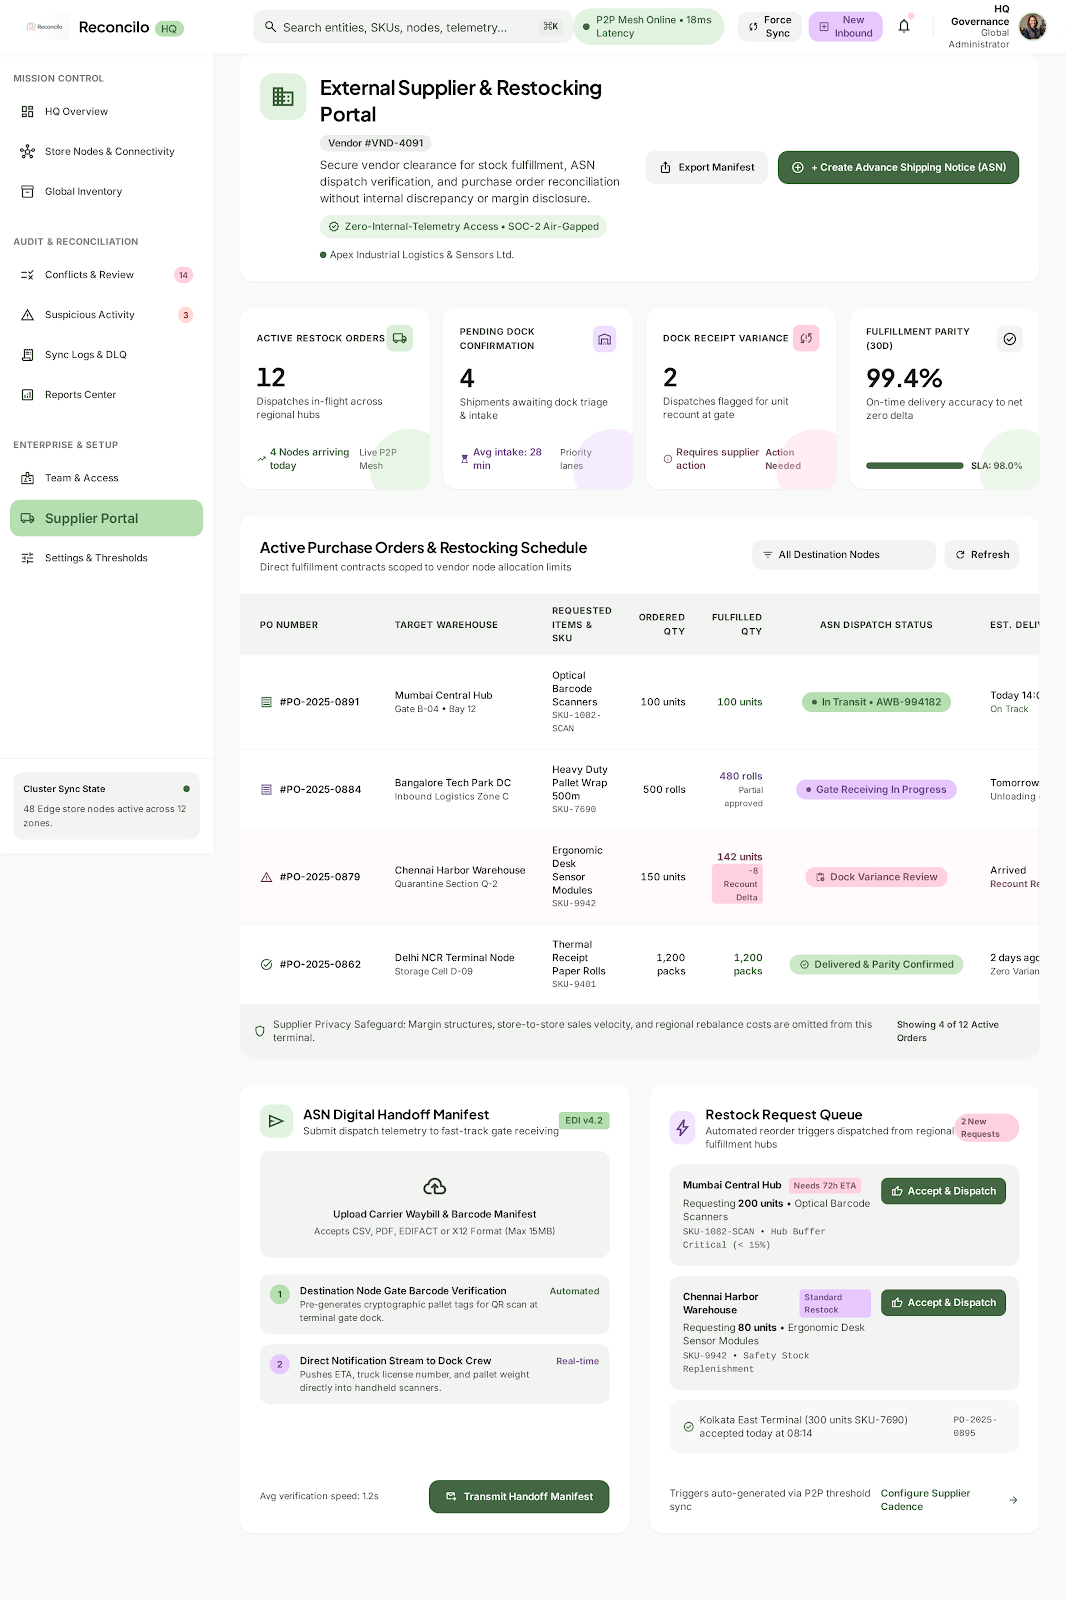 Reconcilo
Reconcilo HQ
Search entities, SKUs, nodes, telemetry...
⌘K
P2P Mesh Online • 18ms
Latency
Force
Sync
New
Inbound
HQ
Governance
Global
Administrator
MISSION CONTROL
HQ Overview
Store Nodes & Connectivity
Global Inventory
AUDIT & RECONCILIATION
Conflicts & Review 14
Suspicious Activity 3
Sync Logs & DLQ
Reports Center
ENTERPRISE & SETUP
Team & Access
Supplier Portal
Settings & Thresholds
Cluster Sync State
48 Edge store nodes active across 12
zones.
External Supplier & Restocking
Portal
Vendor #VND-4091
Secure vendor clearance for stock fulfillment, ASN
dispatch verification, and purchase order reconciliation
without internal discrepancy or margin disclosure.
Zero-Internal-Telemetry Access • SOC-2 Air-Gapped
Apex Industrial Logistics & Sensors Ltd.
Export Manifest
+ Create Advance Shipping Notice (ASN)
ACTIVE RESTOCK ORDERS
12
Dispatches in-flight across
regional hubs
4 Nodes arriving
today
Live P2P
Mesh
PENDING DOCK
CONFIRMATION
4
Shipments awaiting dock triage
& intake
Avg intake: 28
min
Priority
lanes
DOCK RECEIPT VARIANCE
2
Dispatches flagged for unit
recount at gate
Requires supplier
action
Action
Needed
FULFILLMENT PARITY
(30D)
99.4%
On-time delivery accuracy to net
zero delta
SLA: 98.0%
Active Purchase Orders & Restocking Schedule
Direct fulfillment contracts scoped to vendor node allocation limits
All Destination Nodes
Refresh
PO NUMBER
TARGET WAREHOUSE
REQUESTED
ITEMS &
SKU
ORDERED
QTY
FULFILLED
QTY
ASN DISPATCH STATUS
EST. DELIV
#PO-2025-0891
Mumbai Central Hub
Gate B-04 • Bay 12
Optical
Barcode
Scanners
SKU-1082-
SCAN
100 units
100 units
In Transit • AWB-994182
Today 14:0
On Track
#PO-2025-0884
Bangalore Tech Park DC
Inbound Logistics Zone C
Heavy Duty
Pallet Wrap
500m
SKU-7690
500 rolls
480 rolls
Partial
approved
Gate Receiving In Progress
Tomorrow
Unloading
#PO-2025-0879
Chennai Harbor Warehouse
Quarantine Section Q-2
Ergonomic
Desk
Sensor
Modules
SKU-9942
150 units
142 units
-8
Recount
Delta
Dock Variance Review
Arrived
Recount Re
#PO-2025-0862
Delhi NCR Terminal Node
Storage Cell D-09
Thermal
Receipt
Paper Rolls
SKU-9401
1,200
packs
1,200
packs
Delivered & Parity Confirmed
2 days ago
Zero Varian
Supplier Privacy Safeguard: Margin structures, store-to-store sales velocity, and regional rebalance costs are omitted from this
terminal.
Showing 4 of 12 Active
Orders
ASN Digital Handoff Manifest
Submit dispatch telemetry to fast-track gate receiving
EDI v4.2
Upload Carrier Waybill & Barcode Manifest
Accepts CSV, PDF, EDIFACT or X12 Format (Max 15MB)
1
Destination Node Gate Barcode Verification
Automated
Pre-generates cryptographic pallet tags for QR scan at
terminal gate dock.
2
Direct Notification Stream to Dock Crew
Real-time
Pushes ETA, truck license number, and pallet weight
directly into handheld scanners.
Avg verification speed: 1.2s
Transmit Handoff Manifest
Restock Request Queue
Automated reorder triggers dispatched from regional
fulfillment hubs
2 New
Requests
Mumbai Central Hub
Needs 72h ETA
Requesting 200 units • Optical Barcode
Scanners
SKU-1082-SCAN • Hub Buffer
Critical (< 15%)
Accept & Dispatch
Chennai Harbor
Warehouse
Standard
Restock
Requesting 80 units • Ergonomic Desk
Sensor Modules
SKU-9942 • Safety Stock
Replenishment
Accept & Dispatch
Kolkata East Terminal (300 units SKU-7690)
accepted today at 08:14
PO-2025-
0895
Triggers auto-generated via P2P threshold
sync
Configure Supplier
Cadence